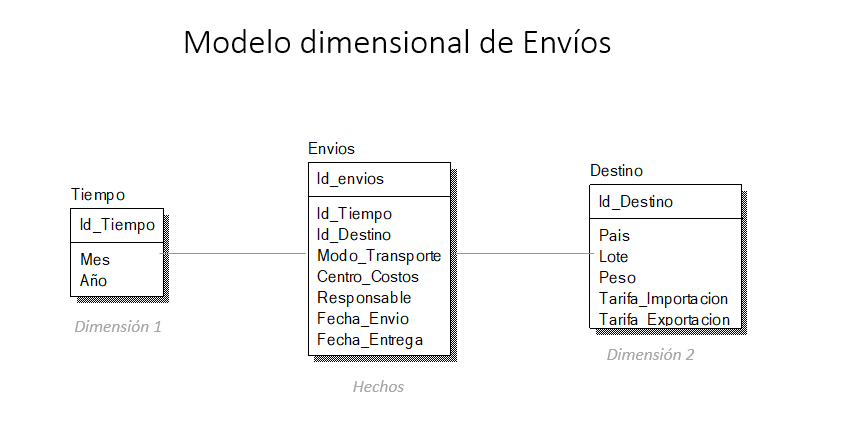 Modelo dimensional de Envíos
Tiempo
Id_Tiempo
Mes
Año
Dimensión 1
Envios
Id_envios
Id_Tiempo
Id_Destino
Modo_Transporte
Centro_Costos
Responsable
Fecha_Envio
Fecha_Entrega
Hechos
Destino
Id_Destino
Pais
Lote
Peso
Tarifa_Importacion
Tarifa_Exportacion
Dimensión 2